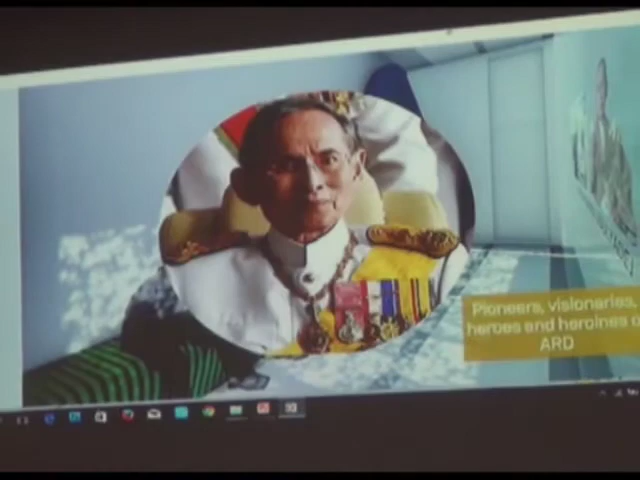 Pioneers, visionaries,
heroes and heroines o
ARD